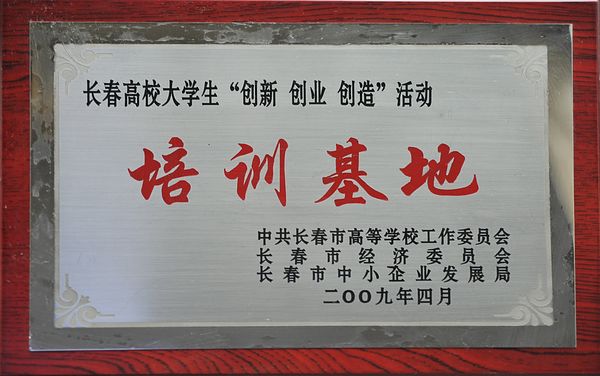 长春高校大学生“创新 创业 创造”活动
培训基地
中共长春市高等学校工作委员会
长春市经济委员会
长春市中小企业发展局
二OO九年四月